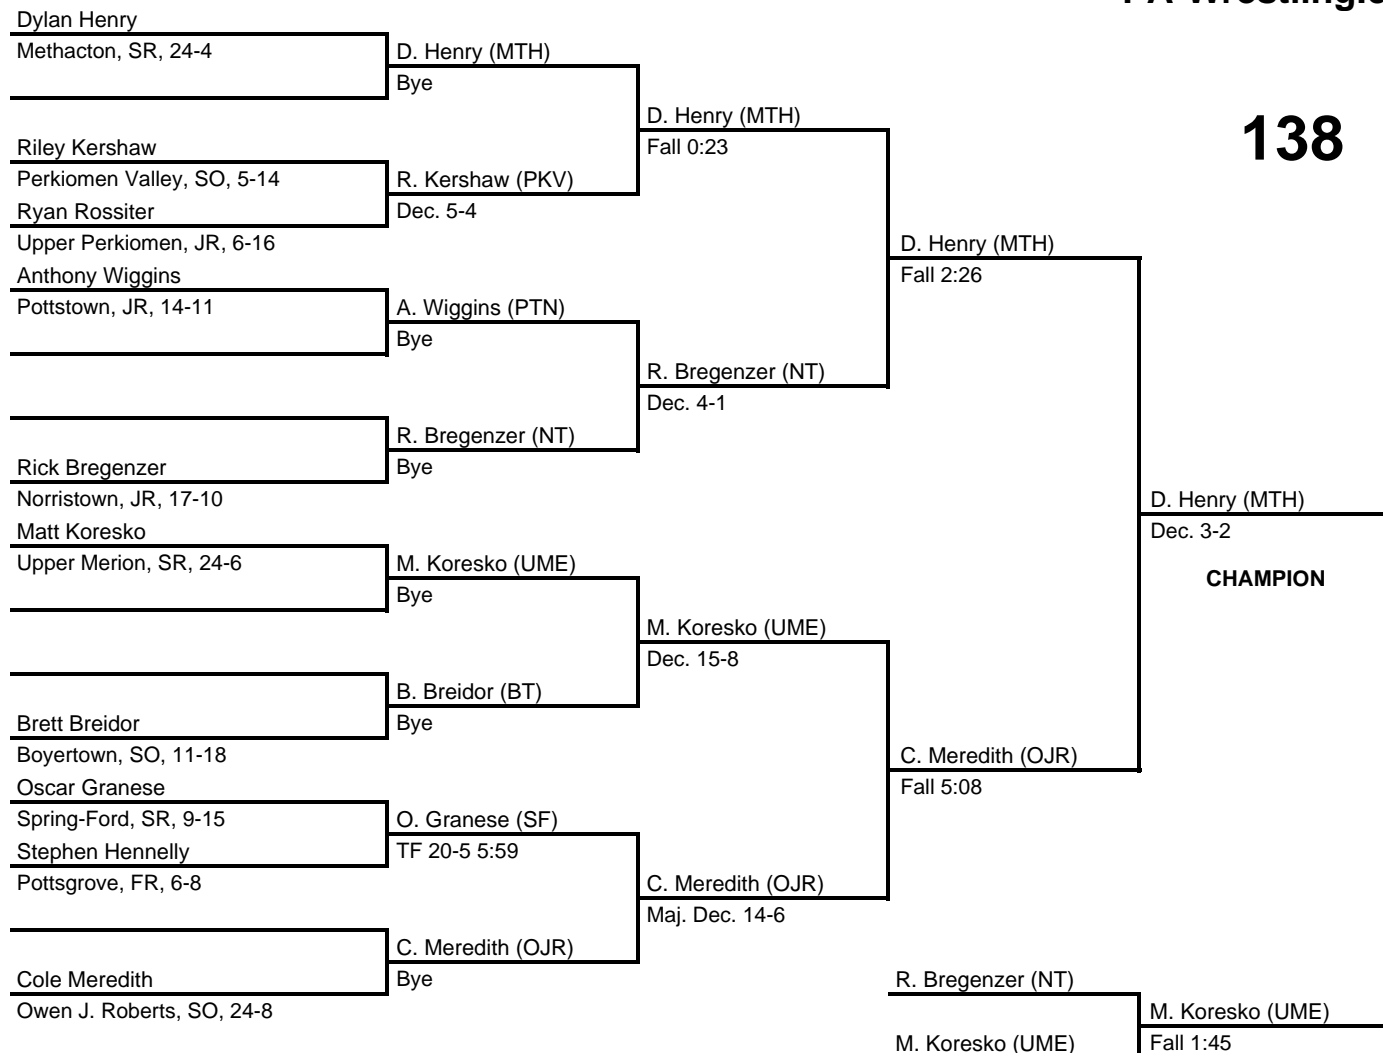 Dylan Henry
Methacton, SR, 24-4
D. Henry (MTH)
Bye
D. Henry (MTH)
Fall 0:23
138
Riley Kershaw
Perkiomen Valley, SO, 5-14
R. Kershaw (PKV)
Ryan Rossiter
Dec. 5-4
Upper Perkiomen, JR, 6-16
D. Henry (MTH)
Anthony Wiggins
Fall 2:26
Pottstown, JR, 14-11
A. Wiggins (PTN)
Bye
R. Bregenzer (NT)
Dec. 4-1
R. Bregenzer (NT)
Rick Bregenzer
Bye
Norristown, JR, 17-10
D. Henry (MTH)
Matt Koresko
Dec. 3-2
Upper Merion, SR, 24-6
M. Koresko (UME)
CHAMPION
Bye
M. Koresko (UME)
Dec. 15-8
B. Breidor (BT)
Brett Breidor
Bye
Boyertown, SO, 11-18
C. Meredith (OJR)
Oscar Granese
Fall 5:08
Spring-Ford, SR, 9-15
O. Granese (SF)
Stephen Hennelly
TF 20-5 5:59
Pottsgrove, FR, 6-8
C. Meredith (OJR)
Maj. Dec. 14-6
C. Meredith (OJR)
Cole Meredith
Bye
R. Bregenzer (NT)
Owen J. Roberts, SO, 24-8
M. Koresko (UME)
M. Koresko (UME)
Fall 1:45